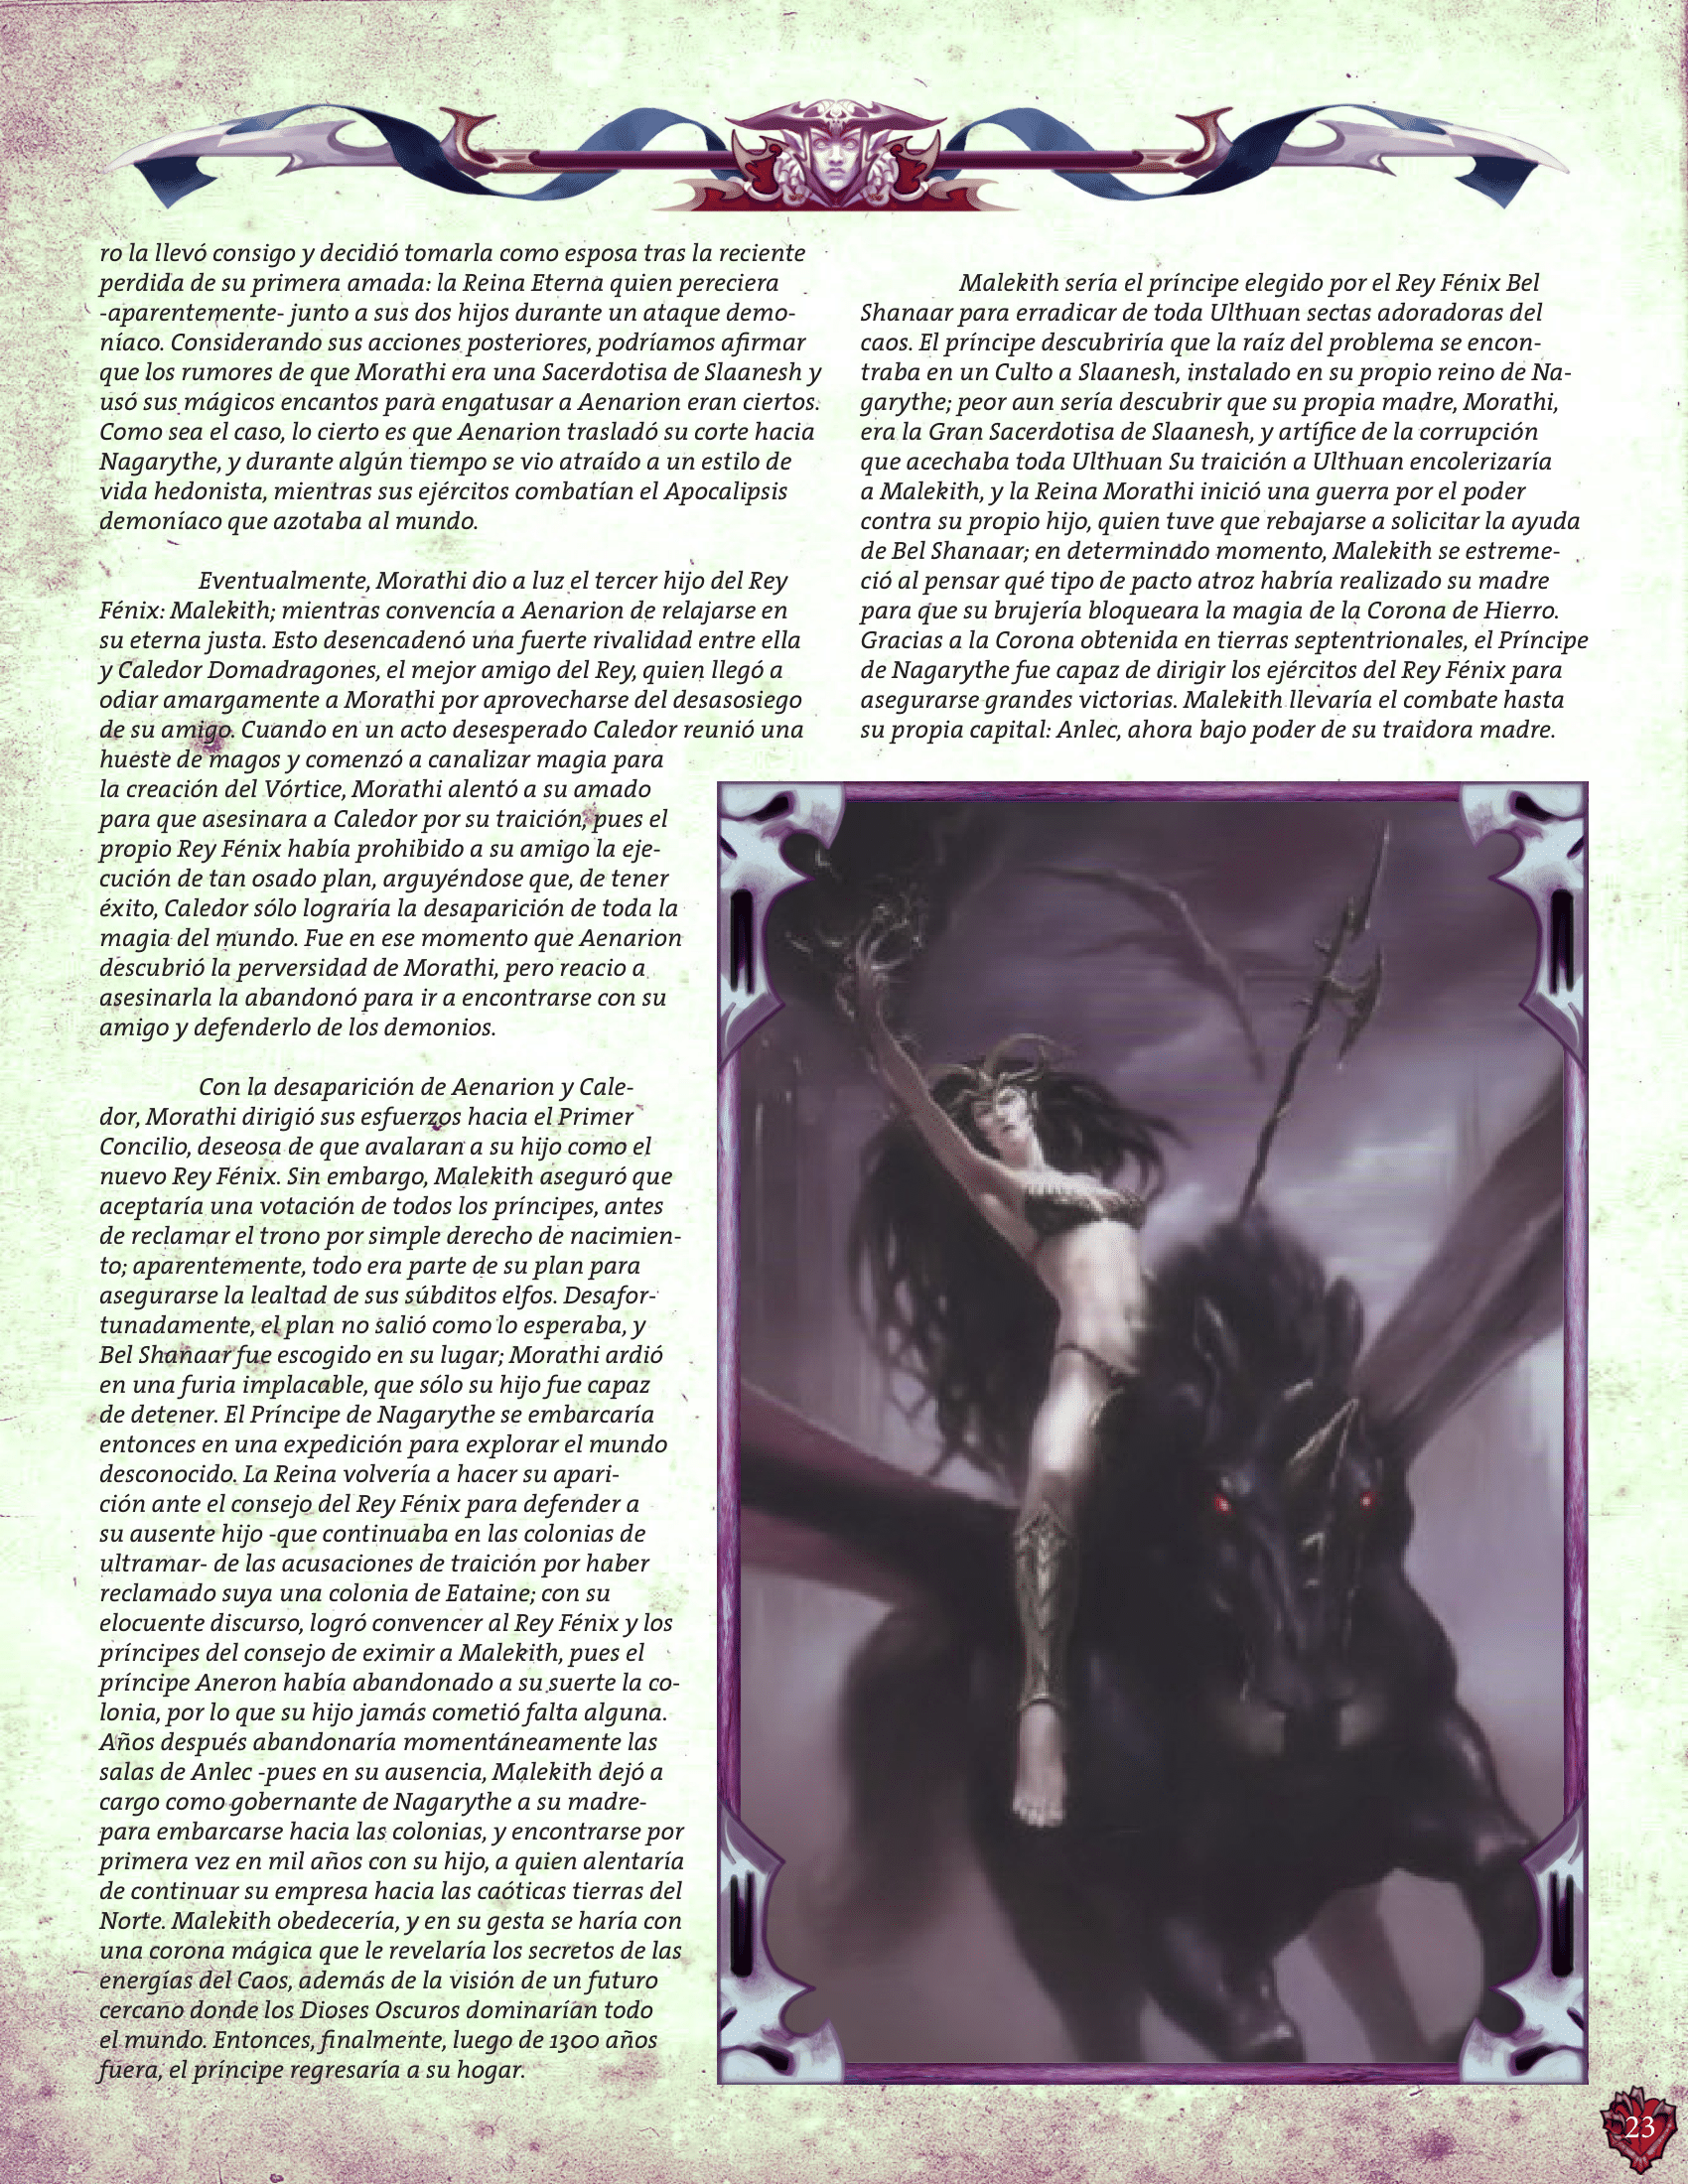 ro la llevó consigo y decidió tomarla como esposa tras la reciente
perdida de su primera amada: la Reina Eterna quien pereciera
-aparentemente- junto a sus dos hijos durante un ataque demo-
níaco. Considerando sus acciones posteriores, podríamos afirmar
que los rumores de que Morathi era una Sacerdotisa de Slaanesh y
usó sus mágicos encantos para engatusar a Aenarion eran ciertos.
Como sea el caso, lo cierto es que Aenarion trasladó su corte hacia
Nagarythe, y durante algún tiempo se vio atraído a un estilo de
vida hedonista, mientras sus ejércitos combatían el Apocalipsis
demoníaco que azotaba al mundo.
Eventualmente, Morathi dio a luz el tercer hijo del Rey
Fénix: Malekith; mientras convencía a Aenarion de relajarse en
su eterna justa. Esto desencadenó una fuerte rivalidad entre ella
y Caledor Domadragones, el mejor amigo del Rey, quien llegó a
odiar amargamente a Morathi por aprovecharse del desasosiego
de su amigo. Cuando en un acto desesperado Caledor reunió una
hueste de magos y comenzó a canalizar magia para
la creación del Vórtice, Morathi alentó a su amado
para que asesinara a Caledor por su traición, pues el
propio Rey Fénix había prohibido a su amigo la eje-
cución de tan osado plan, arguyéndose que, de tener
éxito, Caledor sólo lograría la desaparición de toda la
magia del mundo. Fue en ese momento que Aenarion
descubrió la perversidad de Morathi, pero reacio a
asesinarla la abandonó para ir a encontrarse con su
amigo y defenderlo de los demonios.
Con la desaparición de Aenarion y Cale-
dor, Morathi dirigió sus esfuerzos hacia el Primer
Concilio, deseosa de que avalaran a su hijo como el
nuevo Rey Fénix. Sin embargo, Malekith aseguró que
aceptaría una votación de todos los príncipes, antes
de reclamar el trono por simple derecho de nacimien-
to; aparentemente, todo era parte de su plan para
asegurarse la lealtad de sus súbditos elfos. Desafor-
tunadamente, el plan no salió como lo esperaba, y
Bel Shanaar fue escogido en su lugar; Morathi ardió
en una furia implacable, que sólo su hijo fue capaz
de detener. El Príncipe de Nagarythe se embarcaría
entonces en una expedición para explorar el mundo
desconocido. La Reina volvería a hacer su apari-
ción ante el consejo del Rey Fénix para defender a
su ausente hijo -que continuaba en las colonias de
ultramar- de las acusaciones de traición por haber
reclamado suya una colonia de Eataine; con su
elocuente discurso, logró convencer al Rey Fénix y los
príncipes del consejo de eximir a Malekith, pues el
príncipe Aneron había abandonado a su suerte la co-
lonia, por lo que su hijo jamás cometió falta alguna.
Años después abandonaría momentáneamente las
salas de Anlec -pues en su ausencia, Malekith dejó a
cargo como gobernante de Nagarythe a su madre-
para embarcarse hacia las colonias, y encontrarse por
primera vez en mil años con su hijo, a quien alentaría
de continuar su empresa hacia las caóticas tierras del
Norte. Malekith obedecería, y en su gesta se haría con
una corona mágica que le revelaría los secretos de las
energías del Caos, además de la visión de un futuro
cercano donde los Dioses Oscuros dominarían todo
el mundo. Entonces, finalmente, luego de 1300 años
fuera, el príncipe regresaría a su hogar.
Malekith sería el príncipe elegido por el Rey Fénix Bel
Shanaar para erradicar de toda Ulthuan sectas adoradoras del
caos. El príncipe descubriría que la raíz del problema se encon-
traba en un Culto a Slaanesh, instalado en su propio reino de Na-
garythe; peor aun sería descubrir que su propia madre, Morathi,
era la Gran Sacerdotisa de Slaanesh, y artífice de la corrupción
que acechaba toda Ulthuan Su traición a Ulthuan encolerizaría
a Malekith, y la Reina Morathi inició una guerra por el poder
contra su propio hijo, quien tuve que rebajarse a solicitar la ayuda
de Bel Shanaar; en determinado momento, Malekith se estreme-
ció al pensar qué tipo de pacto atroz habría realizado su madre
para que su brujería bloqueara la magia de la Corona de Hierro.
Gracias a la Corona obtenida en tierras septentrionales, el Príncipe
de Nagarythe fue capaz de dirigir los ejércitos del Rey Fénix para
asegurarse grandes victorias. Malekith llevaría el combate hasta
su propia capital: Anlec, ahora bajo poder de su traidora madre.
23